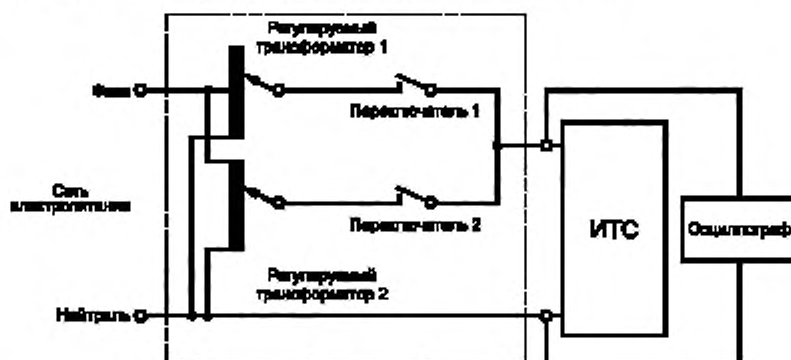 Регулируемый
трансформатор 1
Фаза
Переключатель 1
Сеть
электропитания
Переключатель 2
ИТС
Осциллограф
Регулируемый
трансформатор 2
Нейтраль